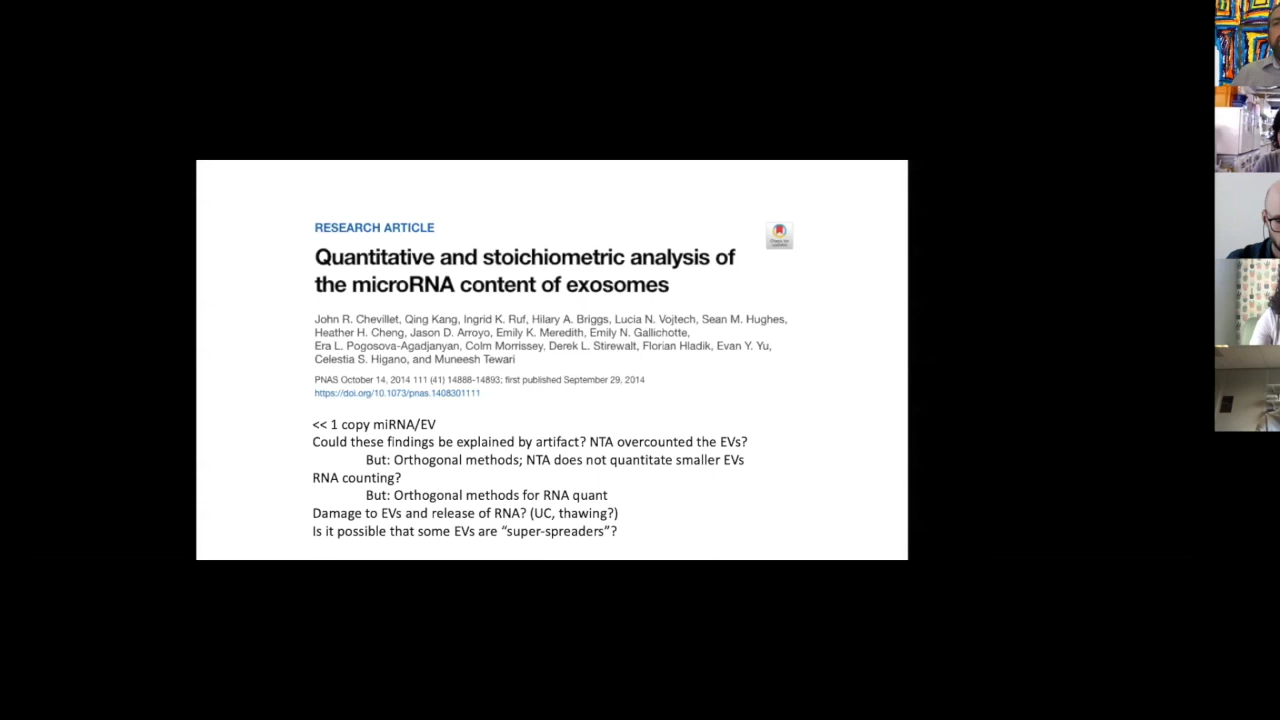 RESEARCH ARTICLE
Quantitative and stoichiometric analysis of
the microRNA content of exosomes
John R. Chevillet, Qing Kang, Ingrid K. Ruf, Hilary A. Briggs, Lucia N. Vojtech, Sean M. Hughes,
Heather H. Cheng, Jason D. Arroyo, Emily K. Meredith, Emily N. Gallichotte,
Era L. Pogosova-Agadjanyan, Colm Morrissey, Derek L. Stirewalt, Florian Hladik, Evan Y. Yu,
Celestia S. Higano, and Muneesh Tewari
PNAS October 14, 2014 111 (41) 14888-14893; first published September 29, 2014
https://doi.org/10.1073/pnas.1408301111
<< 1 copy miRNA/EV
Could these findings be explained by artifact? NTA overcounted the EVs?
But: Orthogonal methods; NTA does not quantitate smaller EVs
RNA counting?
But: Orthogonal methods for RNA quant
Damage to EVs and release of RNA? (UC, thawing?)
Is it possible that some EVs are “super-spreaders”?